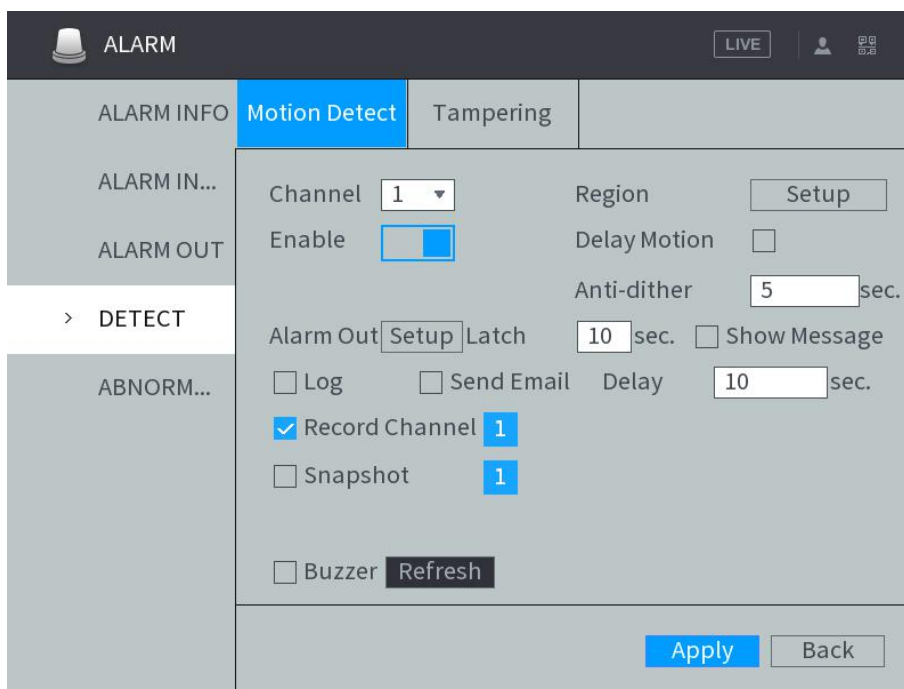 ALARM
LIVE
ALARM INFO
ALARM IN...
ALARM OUT
> DETECT
ABNORM...
Motion Detect Tampering
Channel 1 Region Setup
Enable Delay Motion
Anti-dither 5 sec.
Alarm Out Setup Latch 10 sec. Show Message
Log Send Email Delay 10 sec.
Record Channel 1
Snapshot 1
Buzzer Refresh
Apply Back